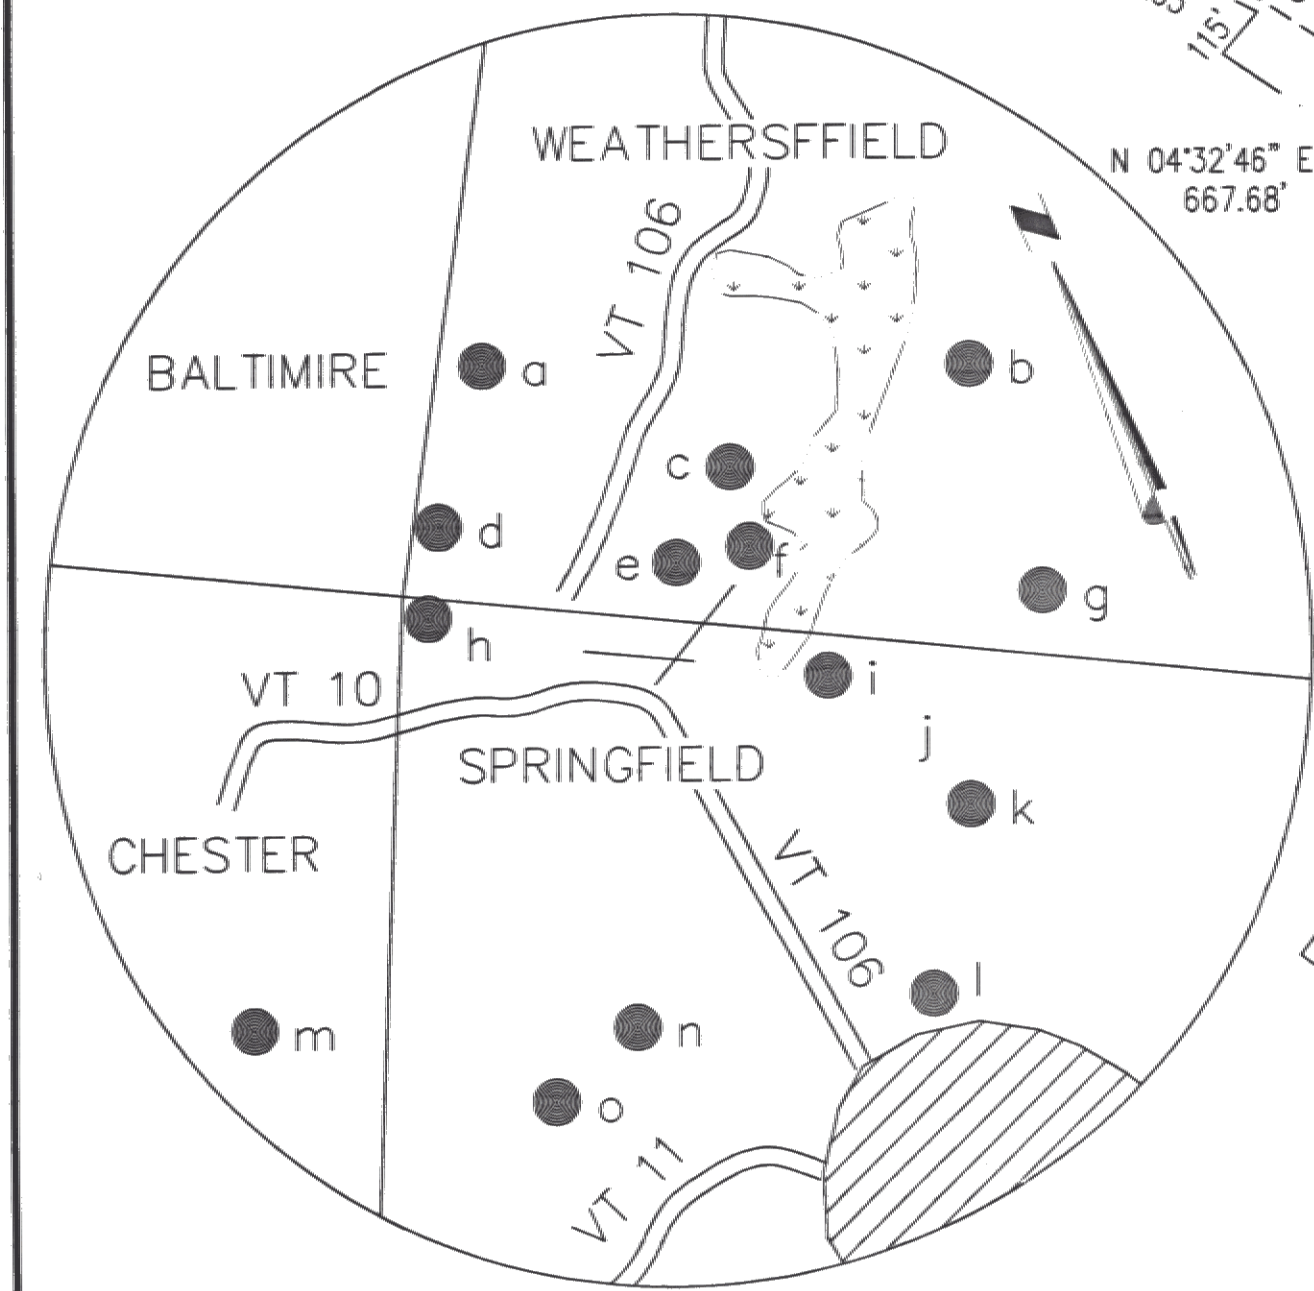 115'
WEATHERSFFIELD
N 04°32'46" E
667.68'
VT 106
BALTIMIRE
a
b
c
d
e
f
g
h
i
VT 10
j
SPRINGFIELD
k
CHESTER
VT 106
l
m
n
o
VT 11